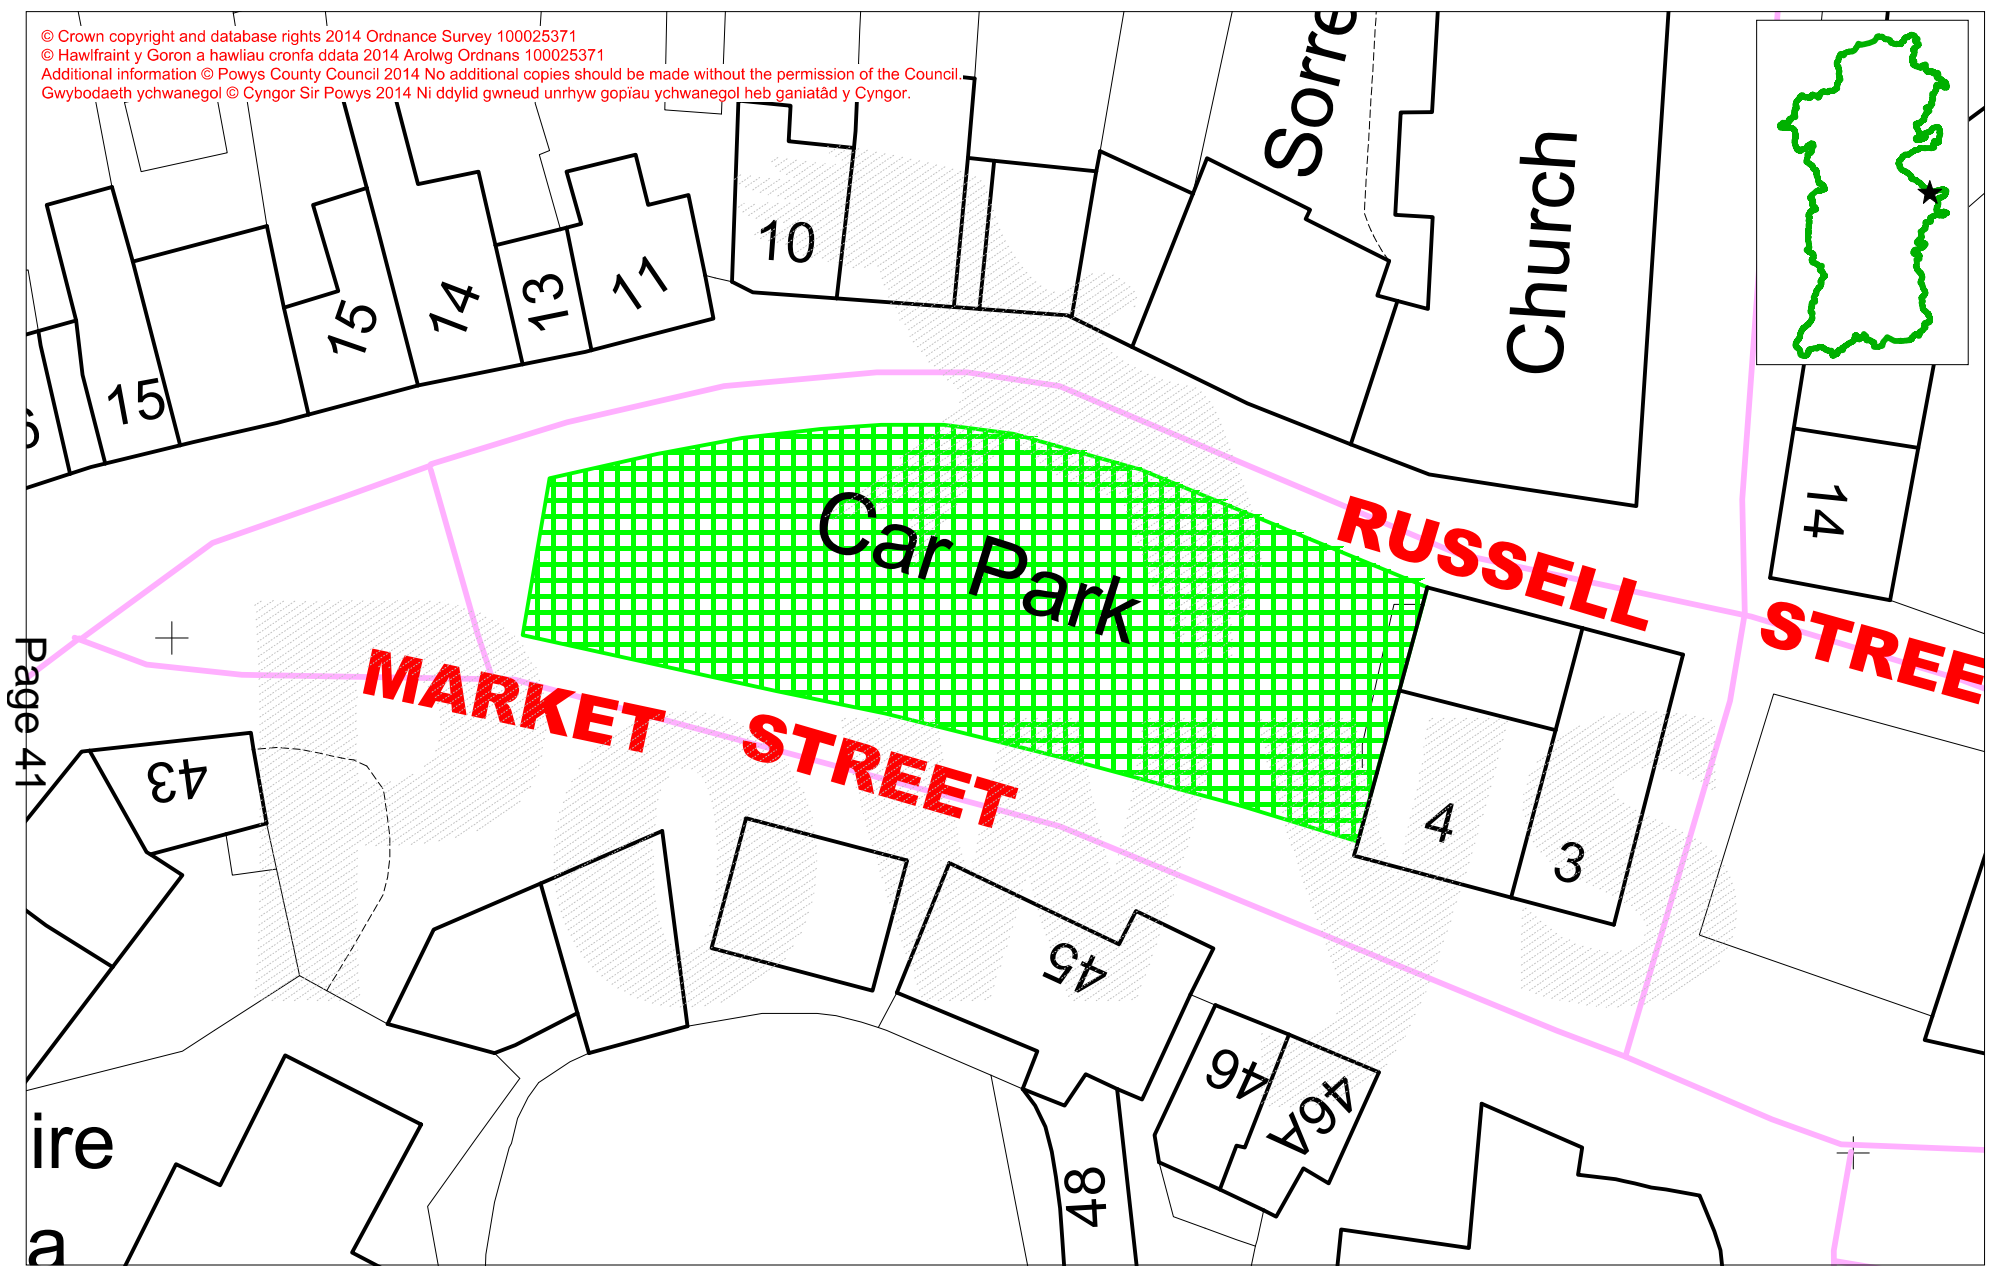 © Crown copyright and database rights 2014 Ordnance Survey 100025371
© Hawlfraint y Goron a hawliau cronfa ddata 2014 Arolwg Ordnans 100025371
Additional information © Powys County Council 2014 No additional copies should be made without the permission of the Council.
Gwybodaeth ychwanegol © Cyngor Sir Powys 2014 Ni ddylid gwneud unrhyw gopïau ychwanegol heb ganiatâd y Cyngor.
Sorre
Church
10
11
13
14
15
15
14
Car Park
RUSSELL STREE
MARKET STREET
Page 41
43
4
3
45
46
46A
48
ire
a
Powys